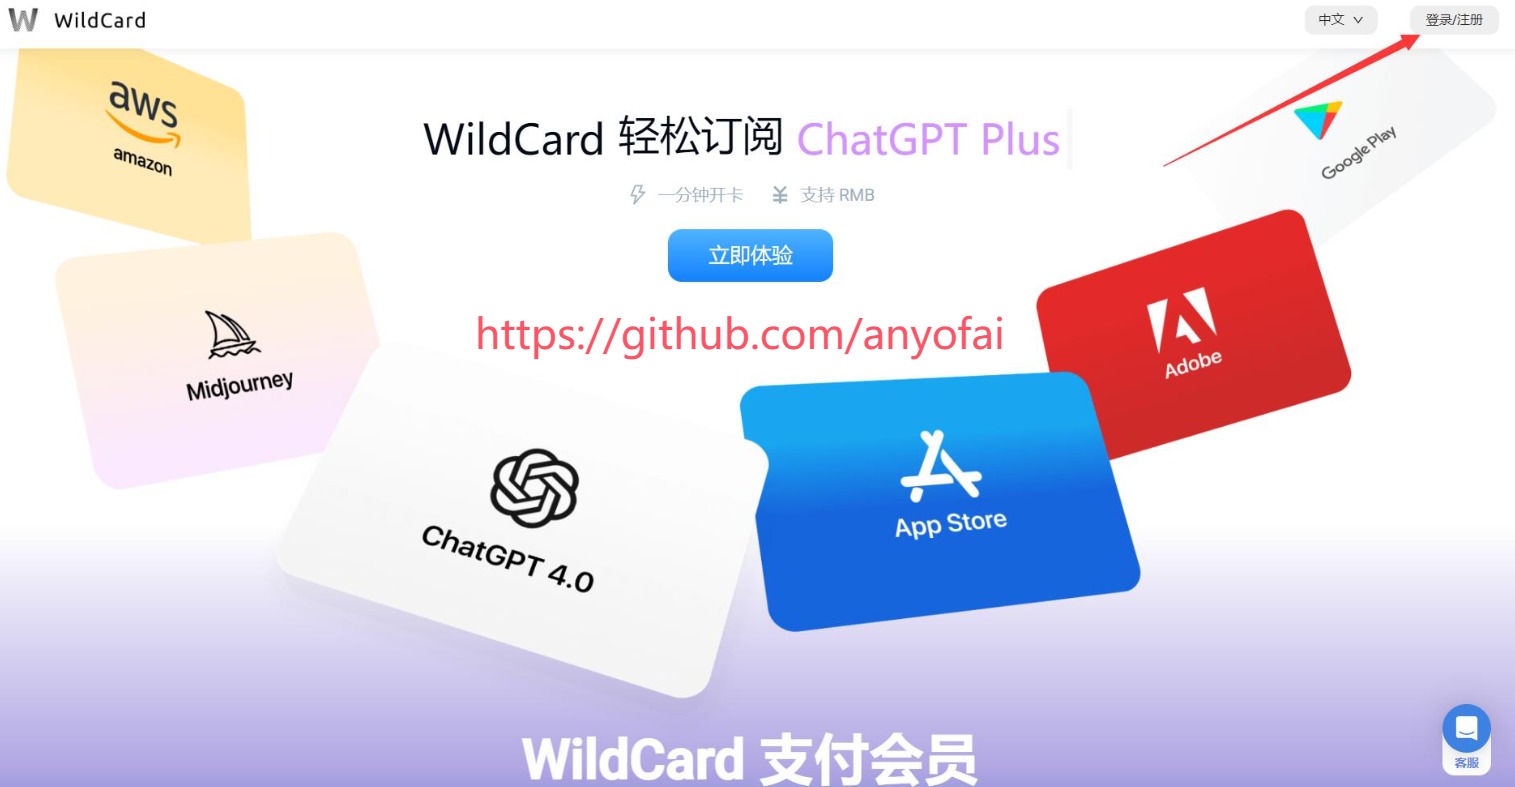 WildCard
中文
登录/注册
aws
amazon
Google Play
WildCard 轻松订阅 ChatGPT Plus
一分钟开卡
支持 RMB
立即体验
https://github.com/anyofai
Midjourney
Adobe
ChatGPT 4.0
App Store
WildCard 支付会员
客服